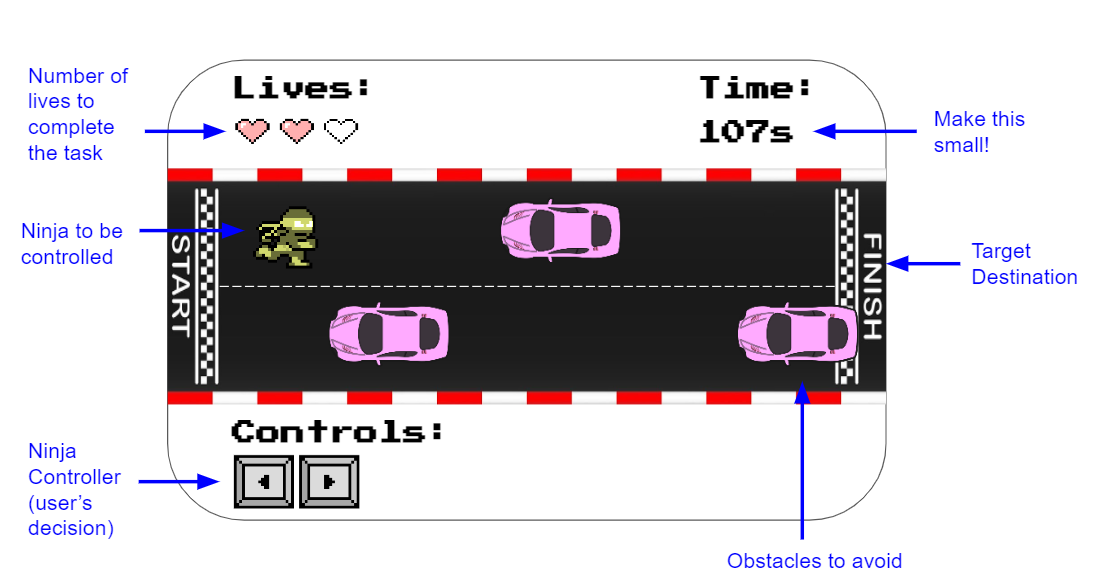 Number of
lives to
complete
the task
Lives:
Time:
107s
Make this
small!
Ninja to be
controlled
START
FINISH
Target
Destination
Controls:
Ninja
Controller
(user's
decision)
Obstacles to avoid